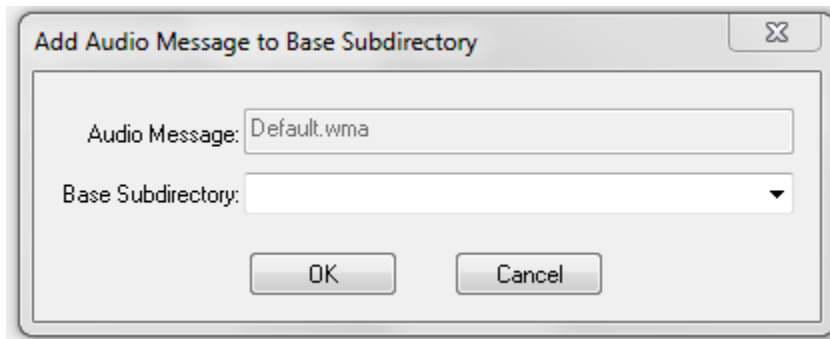 Add Audio Message to Base Subdirectory
Audio Message: Default.wma
Base Subdirectory:
OK Cancel